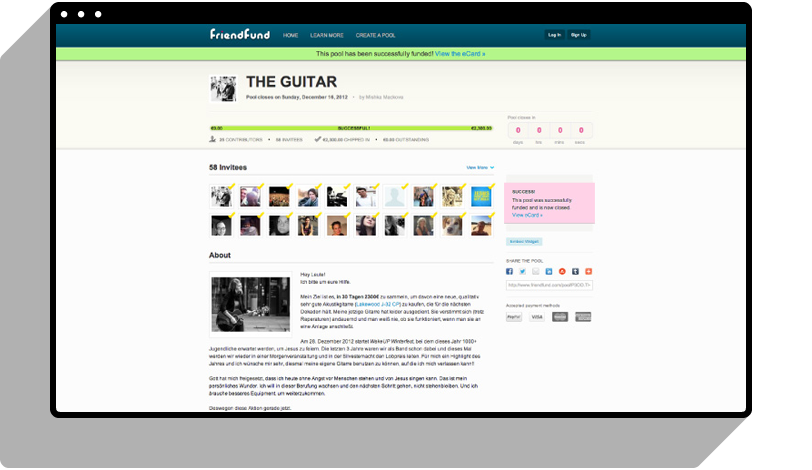 FriendFund HOME LEARN MORE CREATE A POOL Log In Sign Up
This pool has been successfully funded! View the eCard »
THE GUITAR
Pool closes on Sunday, December 16, 2012 • by
€0.00 SUCCESSFUL! €2,300.00
CONTRIBUTORS • INVITEES • €2,300.00 CHIPPED IN • €0.00 OUTSTANDING
Pool closes in
0 0 0 0
days hrs mins secs
58 Invitees View More
SUCCESS!
This pool was successfully
funded and is now closed.
View eCard »
Embed Widget
SHARE THE POOL
Accepted payment methods
PayPal VISA
About
Hey Leute!
Ich bitte um eure Hilfe.
Mein Ziel ist es, in 30 Tagen 2300€ zu sammeln, um davon eine neue, qualitativ
sehr gute Akustikgitarre (Lakewood J-32 CP) zu kaufen, die für die nächsten
Dekaden hält. Meine jetzige Gitarre hat leider ausgedient. Sie verstimmt sich (trotz
Reparaturen) andauernd und man weiß nie, ob sie funktioniert, wenn man sie an
eine Anlage anschließt.
Am 28. Dezember 2012 startet WakeUP Winterfest, bei dem dieses Jahr 1000+
Jugendliche erwartet werden, um Jesus zu feiern. Die letzten 3 Jahre waren wir als Band schon dabei und dieses Mal
werden wir wieder in einer Morgenveranstaltung und in der Silvesternacht den Lobpreis leiten. Für mich ein Highlight des
Jahres und ich wünsche mir sehr, diesmal meine eigene Gitarre benutzen zu können, auf die ich mich verlassen kann!!
Gott hat mich freigesetzt, dass ich heute ohne Angst vor Menschen stehen und von Jesus singen kann. Das ist mein
persönliches Wunder. Ich will in dieser Berufung wachsen und den nächsten Schritt gehen, nicht stehenbleiben. Und ich
brauche besseres Equipment, um weiterzukommen.
Deswegen diese Aktion gerade jetzt.